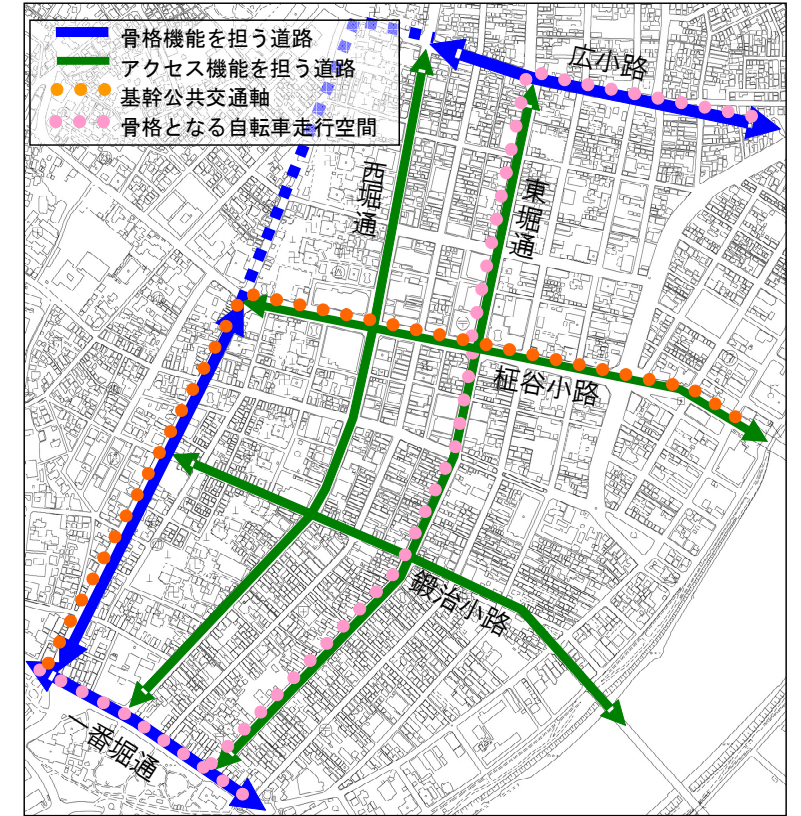 骨格機能を担う道路
アクセス機能を担う道路
基幹公共交通軸
骨格となる自転車走行空間
広小路
西堀通
東堀通
柾谷小路
鍛冶小路
一番堀通